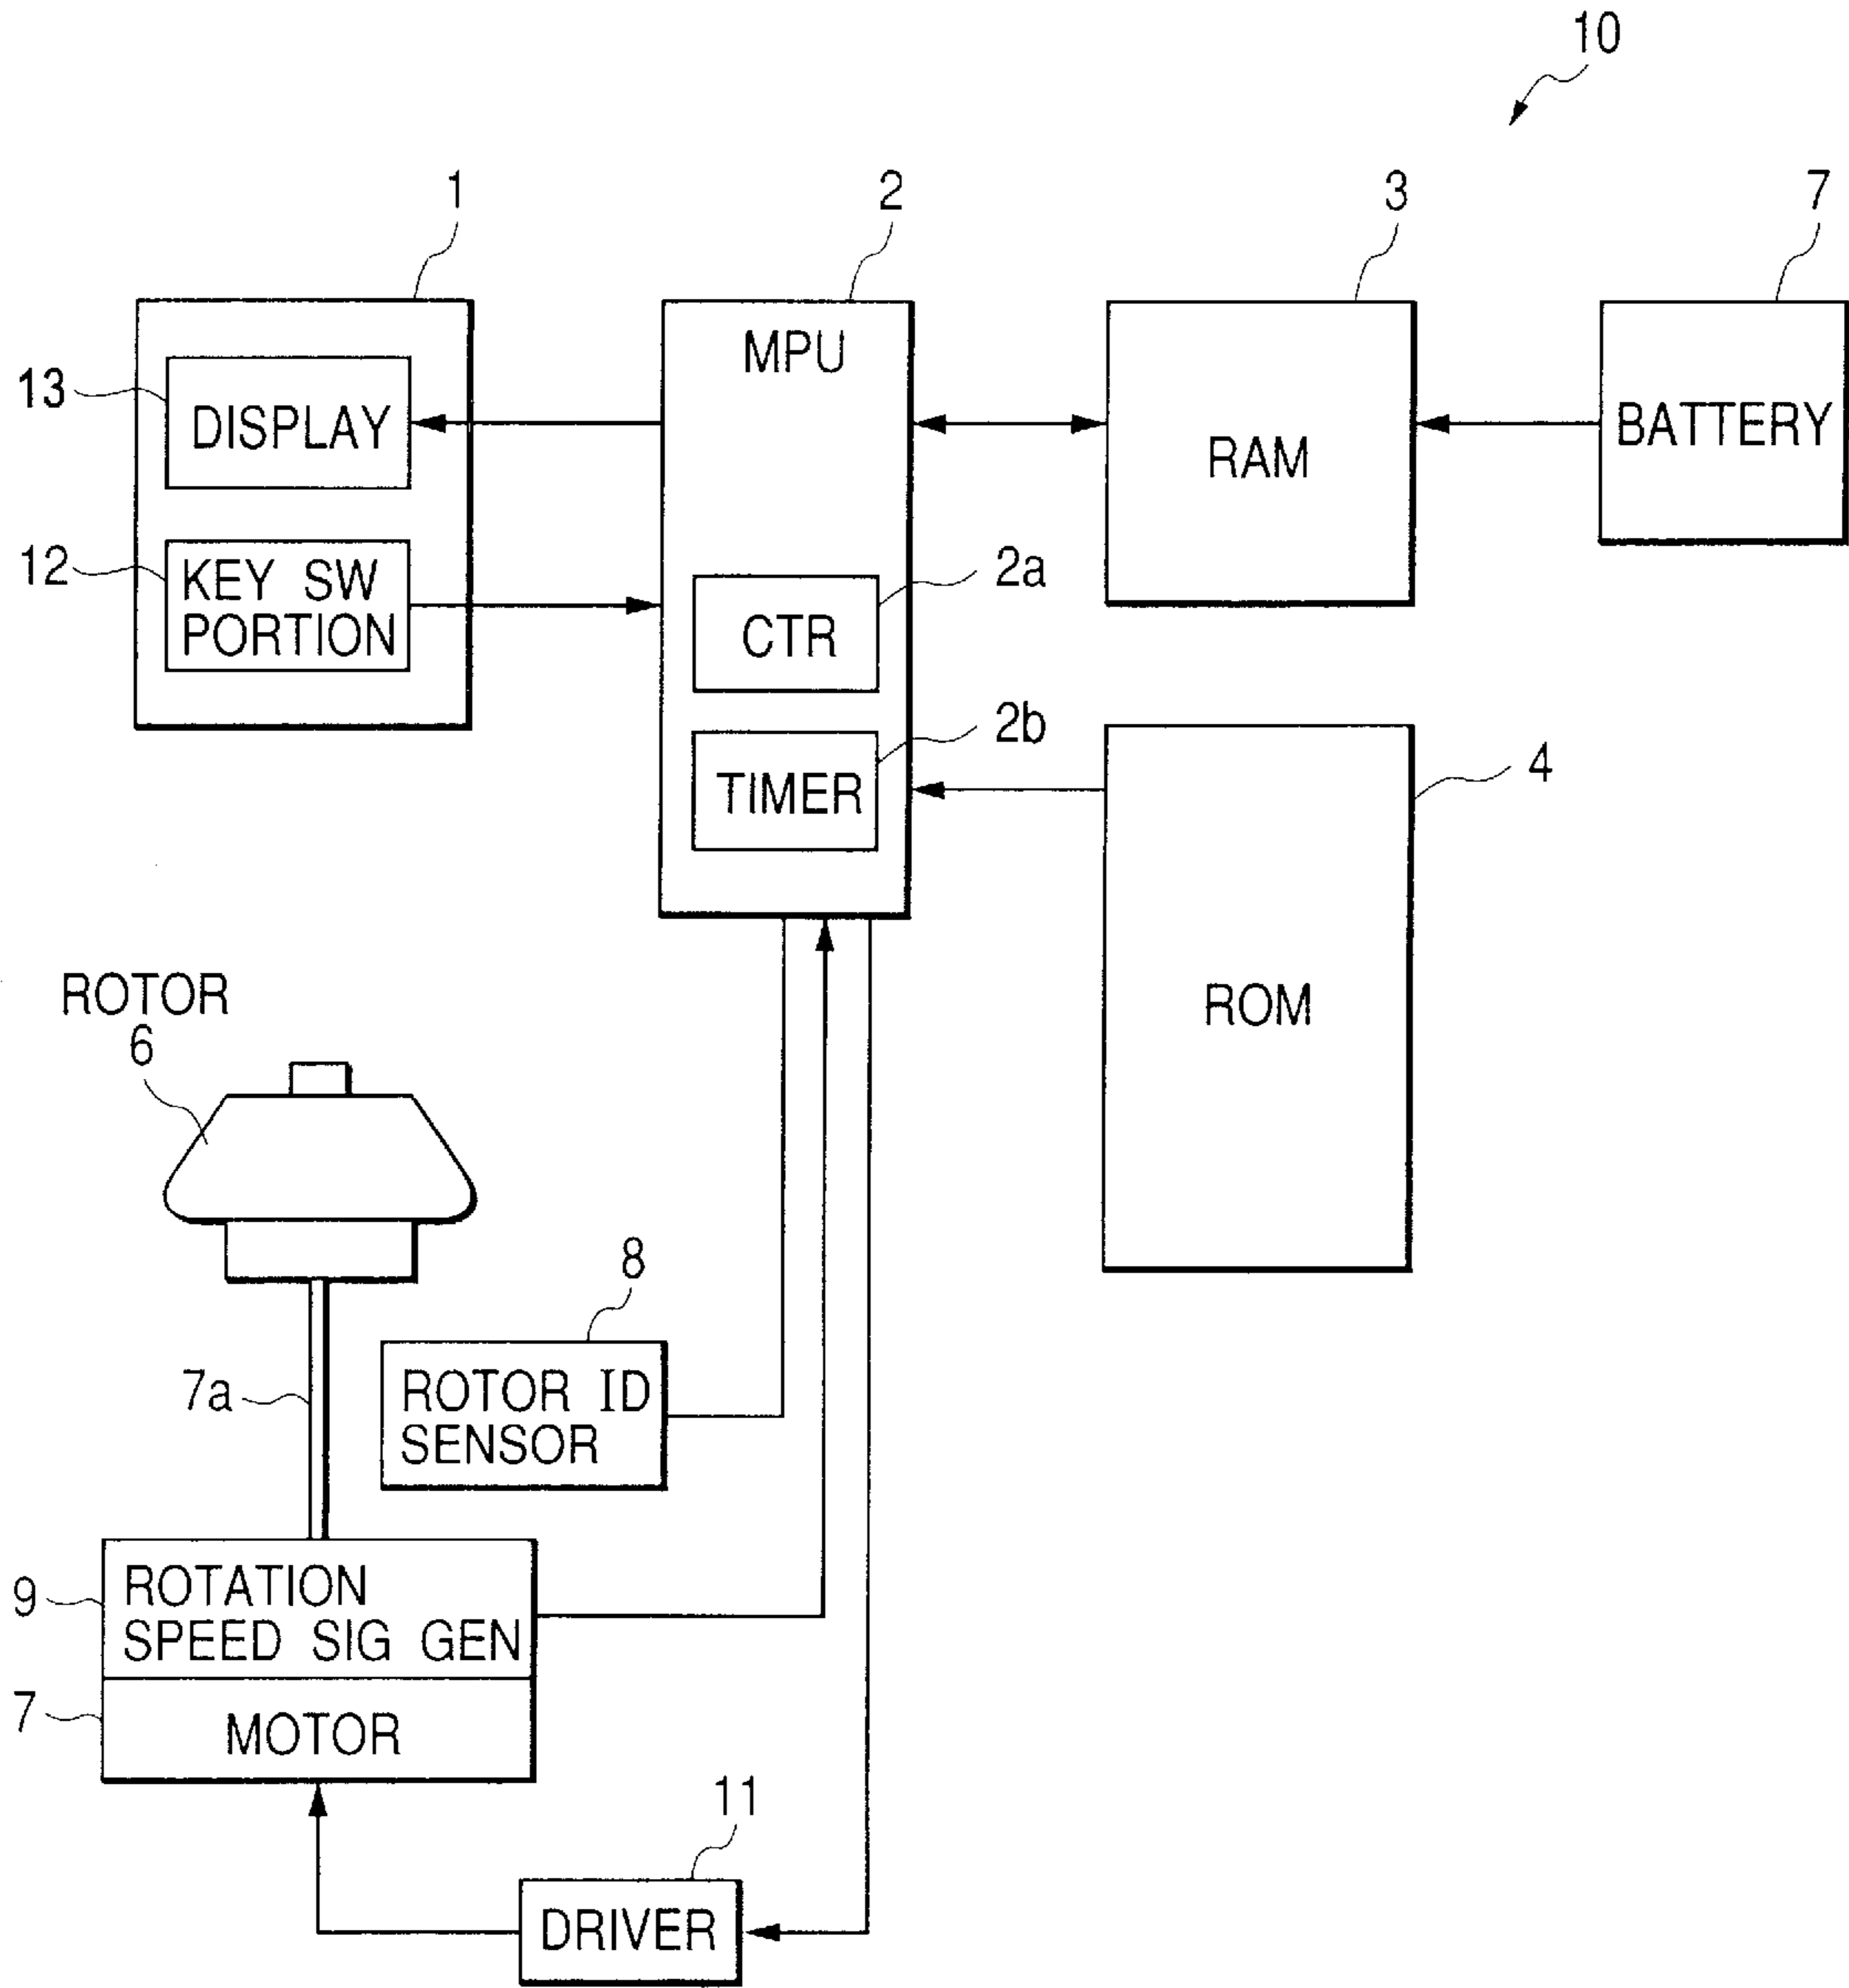 10
1
2
3
7
MPU
13
DISPLAY
RAM
BATTERY
12
KEY SW
PORTION
2a
CTR
2b
TIMER
4
ROM
ROTOR
6
8
7a
ROTOR ID
SENSOR
9
ROTATION
SPEED SIG GEN
7
MOTOR
11
DRIVER